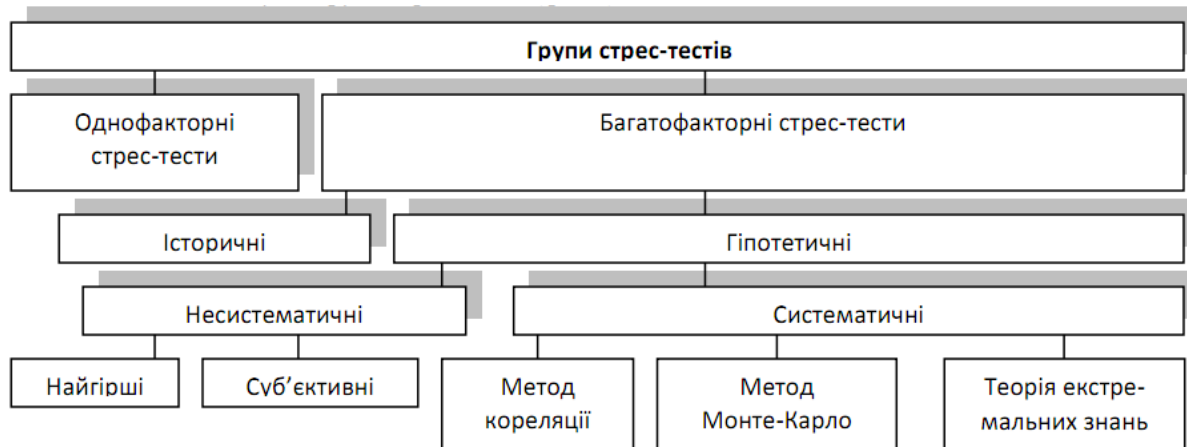 Групи стрес-тестів
Однофакторні
стрес-тести
Багатофакторні стрес-тести
Історичні
Гіпотетичні
Несистематичні
Систематичні
Найгірші
Суб’єктивні
Метод
кореляції
Метод
Монте-Карло
Теорія екстре-
мальних знань